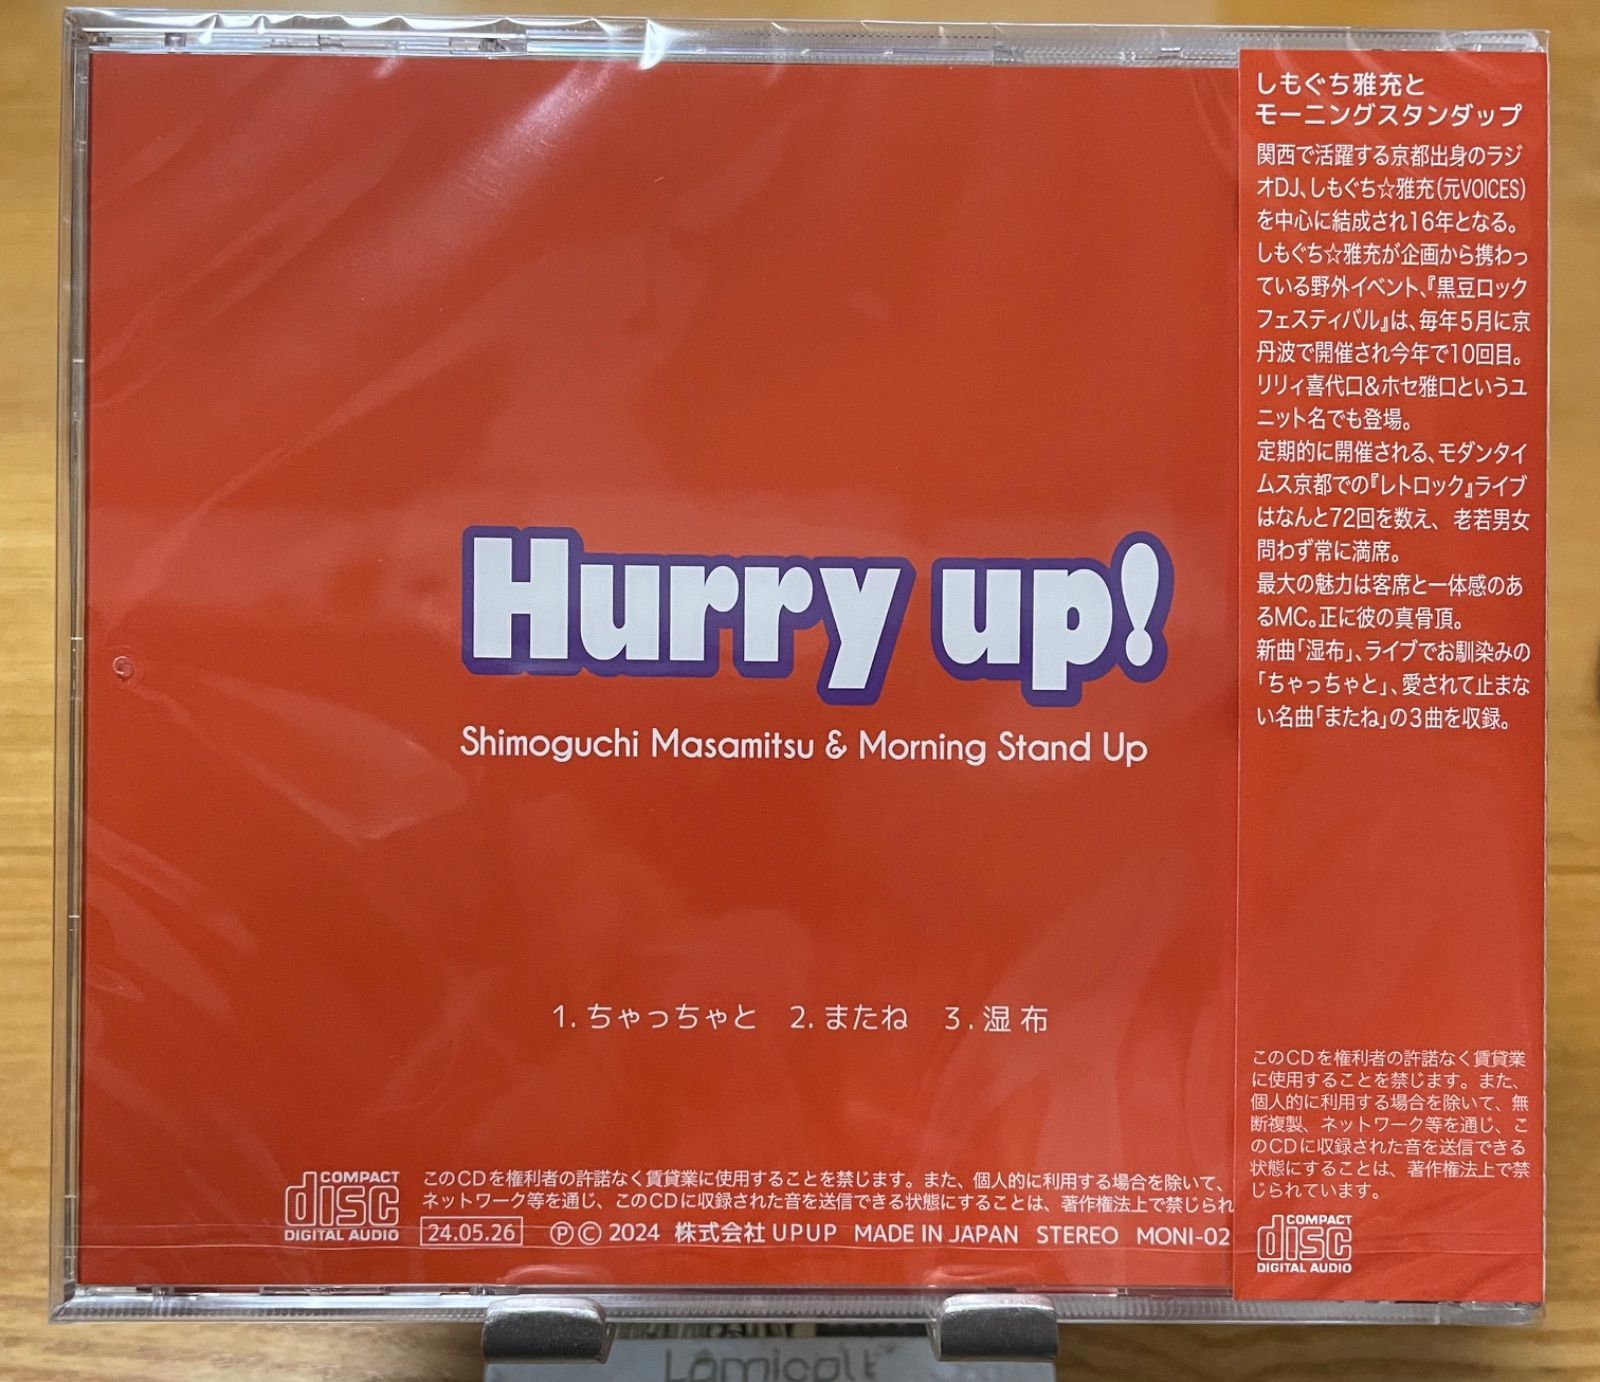 Hurry up!
Shimoguchi Masamitsu & Morning Stand Up
1. ちゃっちゃと 2. またね 3. 湿布
COMPACT
disc
DIGITAL AUDIO
このCDを権利者の許諾なく賃貸業に使用することを禁じます。また、個人的に利用する場合を除いて、
ネットワーク等を通じ、このCDに収録された音を送信できる状態にすることは、著作権法上で禁じられ
24.05.26 ℗© 2024 株式会社UPUP MADE IN JAPAN STEREO MONI-02
しもぐち雅充と
モーニングスタンダップ
関西で活躍する京都出身のラジ
オDJ、しもぐち☆雅充(元VOICES)
を中心に結成され16年となる。
しもぐち☆雅充が企画から携わっ
ている野外イベント、『黒豆ロック
フェスティバル』は、毎年5月に京
丹波で開催され今年で10回目。
リリィ喜代口&ホセ雅口というユ
ニット名でも登場。
定期的に開催される、モダンタイ
ムス京都での『レトロック』ライブ
はなんと72回を数え、老若男女
問わず常に満席。
最大の魅力は客席と一体感のあ
るMC。正に彼の真骨頂。
新曲「湿布」、ライブでお馴染みの
「ちゃっちゃと」、愛されて止まな
い名曲「またね」の3曲を収録。
このCDを権利者の許諾なく賃貸業
に使用することを禁じます。また、
個人的に利用する場合を除いて、無
断複製、ネットワーク等を通じ、こ
のCDに収録された音を送信できる
状態にすることは、著作権法上で禁
じられています。
COMPACT
disc
DIGITAL AUDIO
Lamicall